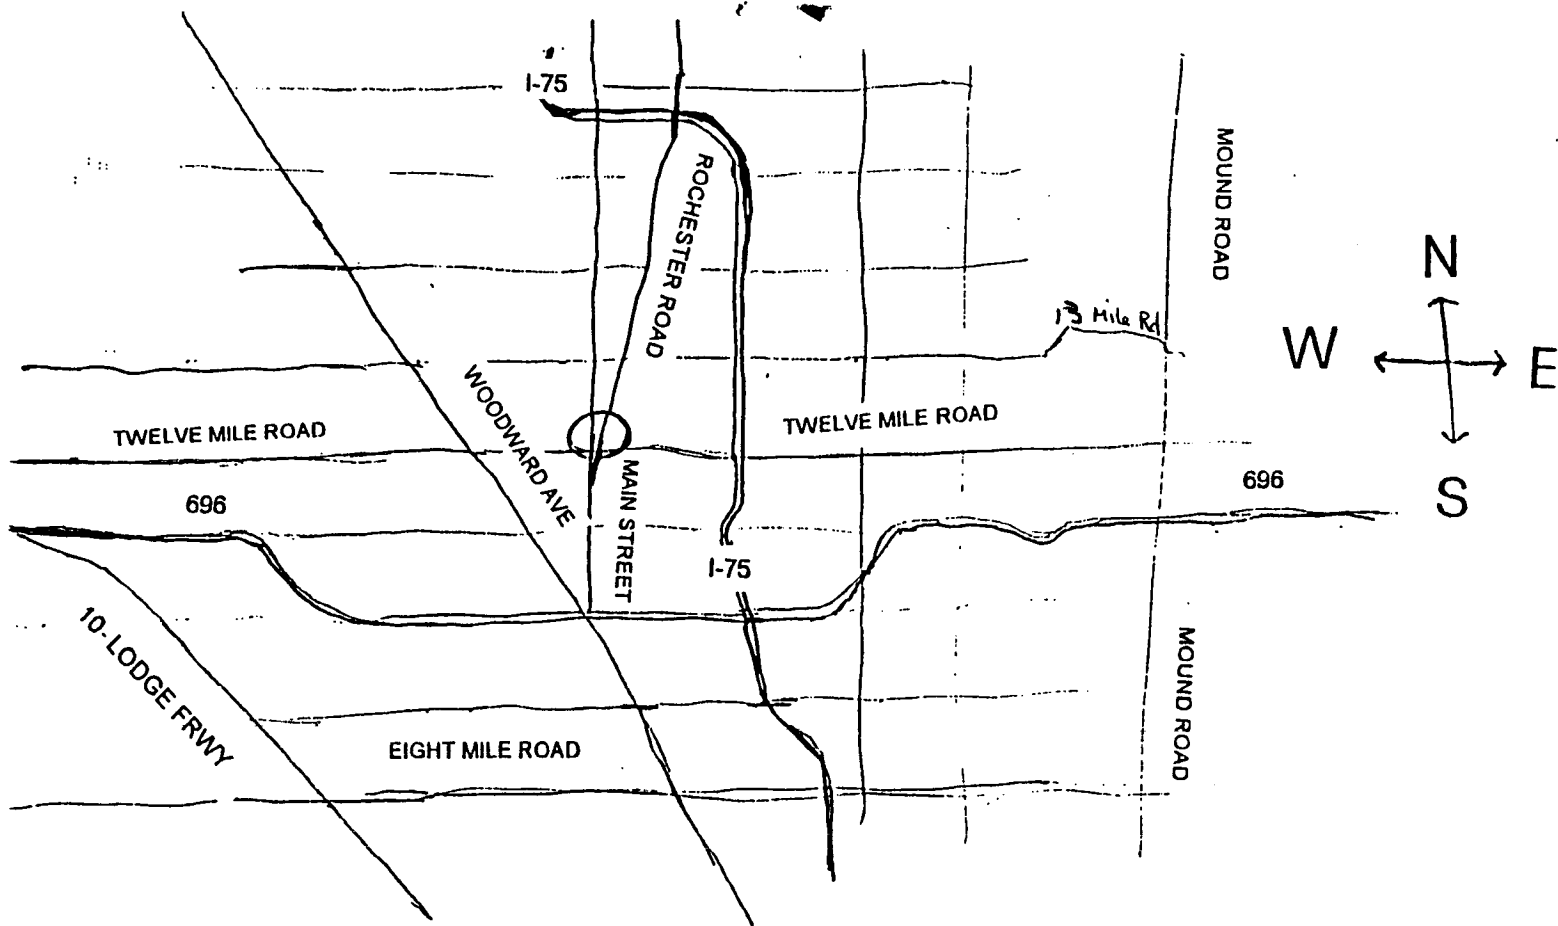 I-75
MOUND ROAD
ROCHESTER ROAD
N
13 Mile Rd
W
E
TWELVE MILE ROAD
TWELVE MILE ROAD
WOODWARD AVE
MAIN STREET
696
696
S
I-75
10- LODGE FRWY
MOUND ROAD
EIGHT MILE ROAD